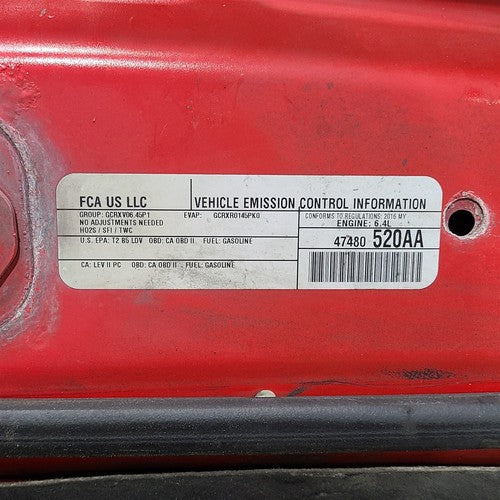 FCA US LLC
VEHICLE EMISSION CONTROL INFORMATION
GROUP: GCRXV06.45P1 EVAP: GCRXR0145PK0
CONFORMS TO REGULATIONS: 2016 MY
NO ADJUSTMENTS NEEDED
ENGINE: 6.4L
HO2S / SFI / TWC
47480 520AA
U.S. EPA: T2 B5 LDV OBD: CA OBD II FUEL: GASOLINE
CA: LEV II PC OBD: CA OBD II FUEL: GASOLINE